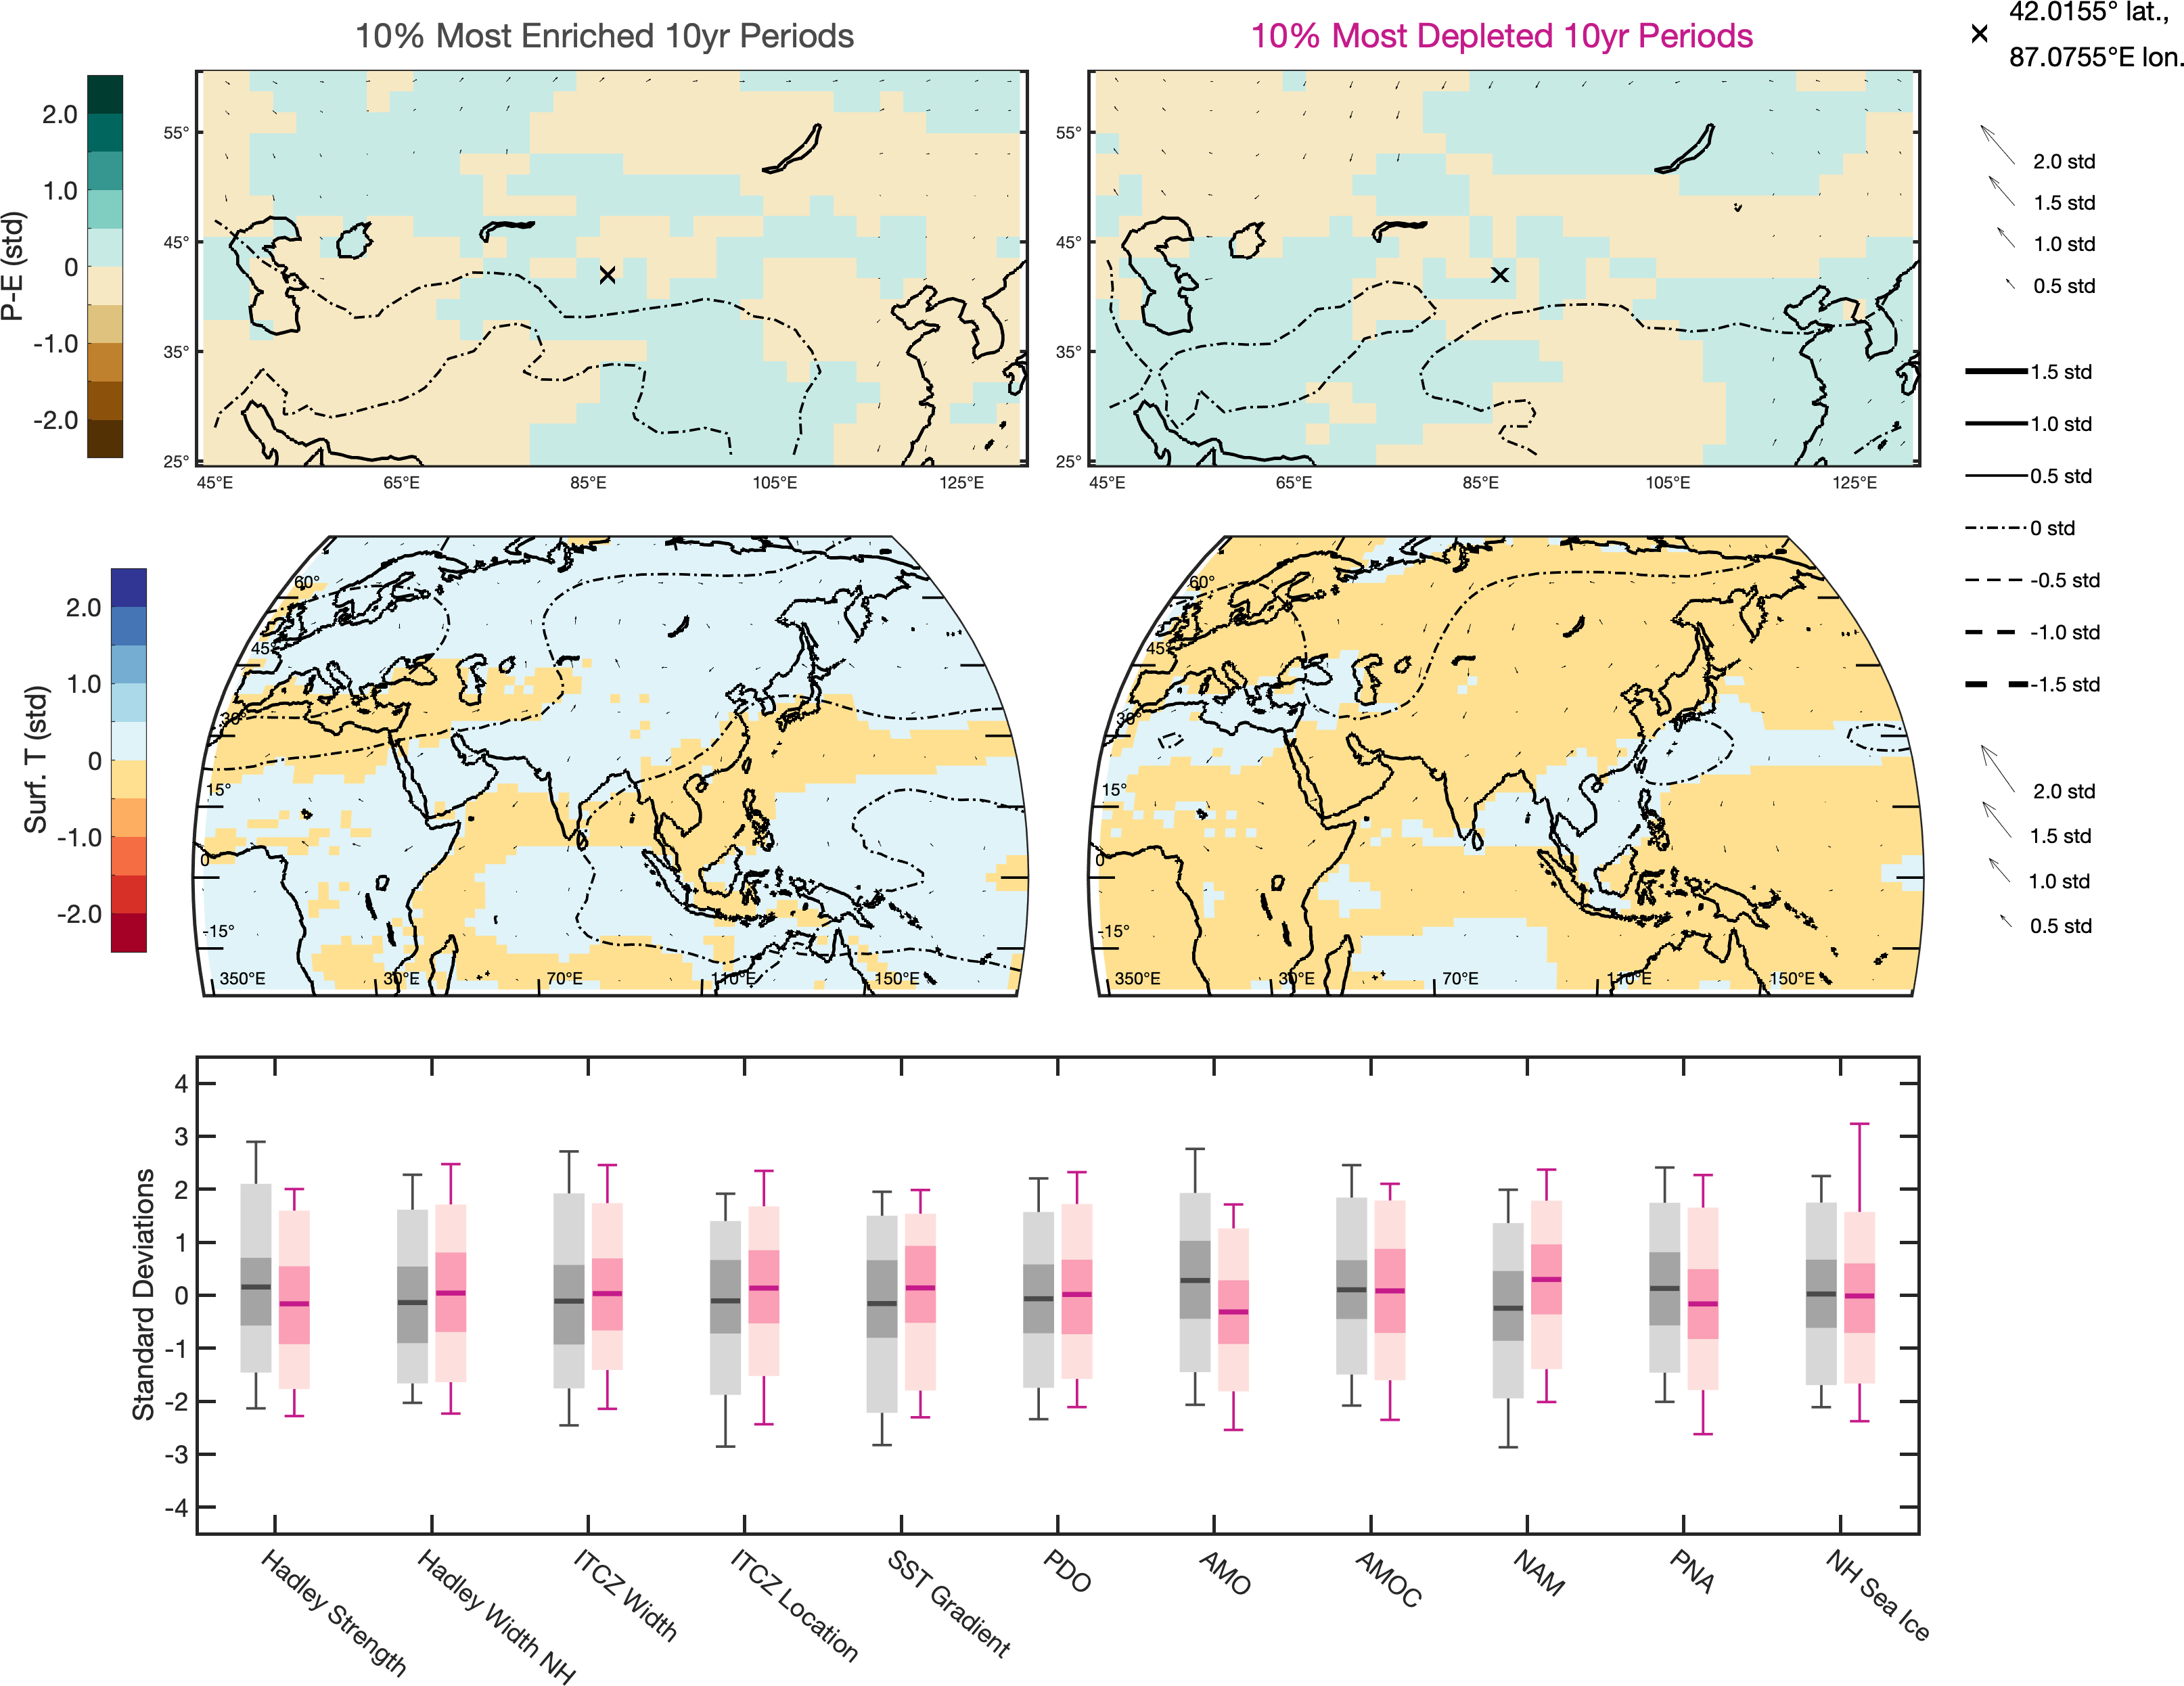 10% Most Enriched 10yr Periods
10% Most Depleted 10yr Periods
42.0155° lat.,
87.0755°E lon.
P-E (std)
2.0
1.0
0
-1.0
-2.0
55°
45°
35°
25°
45°E
65°E
85°E
105°E
125°E
55°
45°
35°
25°
45°E
65°E
85°E
105°E
125°E
2.0 std
1.5 std
1.0 std
0.5 std
1.5 std
1.0 std
0.5 std
0 std
-0.5 std
-1.0 std
-1.5 std
2.0 std
1.5 std
1.0 std
0.5 std
Surf. T (std)
2.0
1.0
0
-1.0
-2.0
60°
45°
30°
15°
0°
-15°
350°E
30°E
70°E
110°E
150°E
60°
45°
30°
15°
0°
-15°
350°E
30°E
70°E
110°E
150°E
Standard Deviations
4
3
2
1
0
-1
-2
-3
-4
Hadley Strength
Hadley Width NH
ITCZ Width
ITCZ Location
SST Gradient
PDO
AMO
AMOC
NAM
PNA
NH Sea Ice